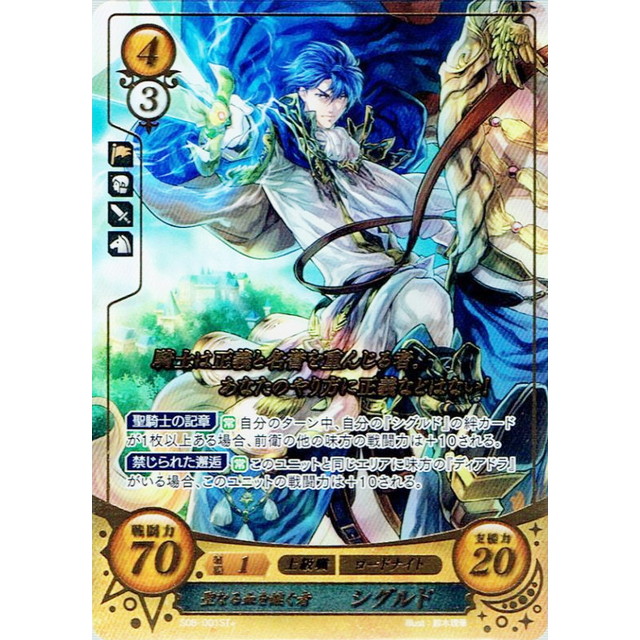 4
3
騎士は正義と名誉を重んじる者。
あなたのやり方に正義などはない!
聖騎士の記章 常 自分のターン中、自分の『シグルド』の絆カード
が1枚以上ある場合、前衛の他の味方の戦闘力は+10される。
禁じられた邂逅 常 このユニットと同じエリアに味方の『ディアドラ』
がいる場合、このユニットの戦闘力は+10される。
戦闘力
70
射程 1
上級職
ロードナイト
支援力
20
聖なる血を継ぐ者
シグルド
S08-001ST+